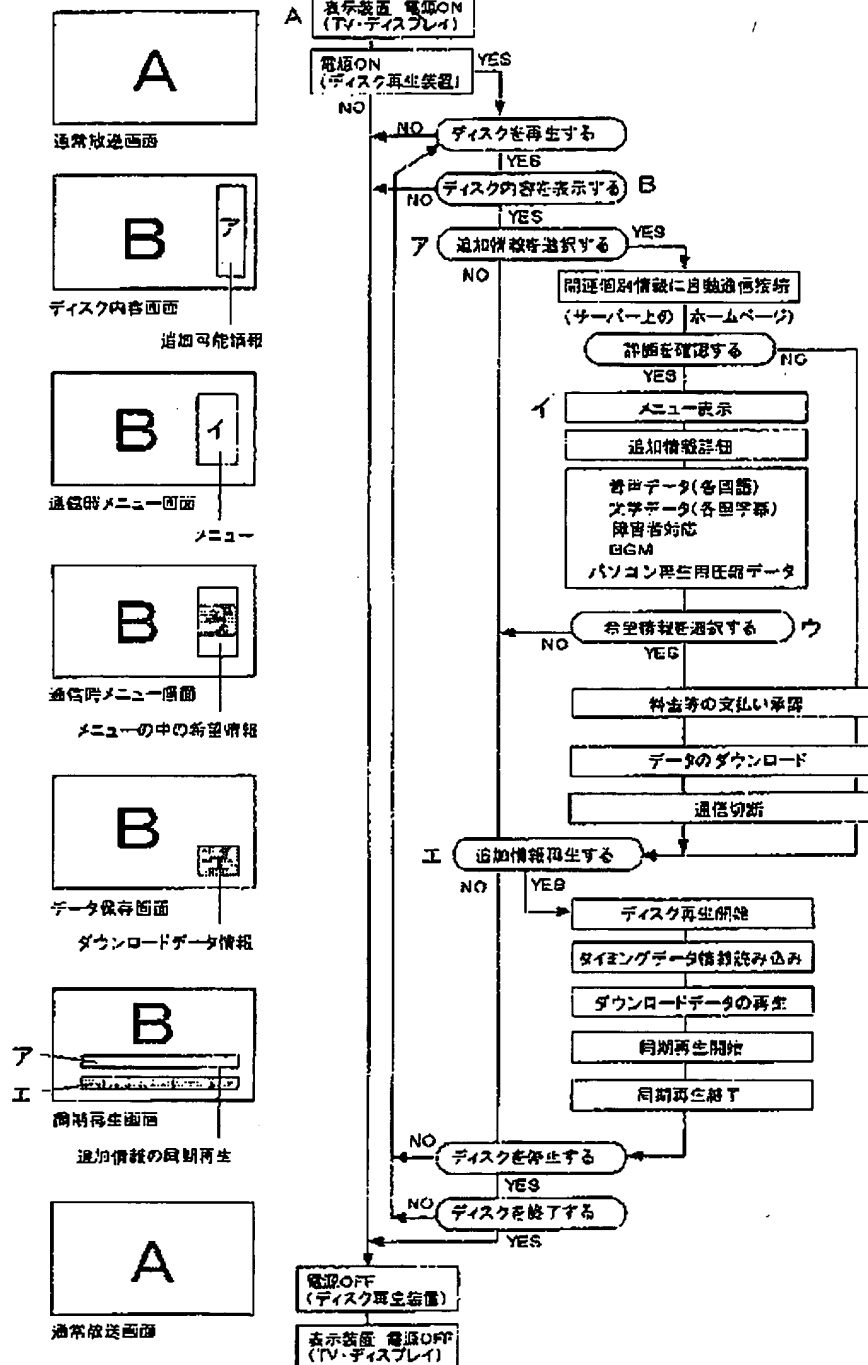 A
通常放送画面
B
ア
ディスク内容画面
追加可能情報
B
イ
通信時メニュー画面
メニュー
B
通信時メニュー画面
メニューの中の希望情報
B
データ保存画面
ダウンロードデータ情報
B
ア
エ
同期再生画面
追加情報の同期再生
A
通常放送画面
A
表示装置 電源ON
(TV・ディスプレイ)
電源ON
(ディスク再生装置)
YES
NO
ディスクを再生する
NO
YES
ディスク内容を表示する
B
NO
YES
ア
追加情報を選択する
YES
NO
関連個別情報に自動通信接続
(サーバー上の ホームページ)
詳細を確認する
NO
YES
イ
メニュー表示
追加情報詳細
音声データ(各国語)
文字データ(各国字幕)
障害者対応
BGM
パソコン再生用圧縮データ
希望情報を選択する
ウ
NO
YES
料金等の支払い承認
データのダウンロード
通信切断
エ
追加情報再生する
NO
YES
ディスク再生開始
タイミングデータ情報読み込み
ダウンロードデータの再生
同期再生開始
同期再生終了
NO
ディスクを停止する
YES
NO
ディスクを終了する
YES
電源OFF
(ディスク再生装置)
表示装置 電源OFF
(TV・ディスプレイ)